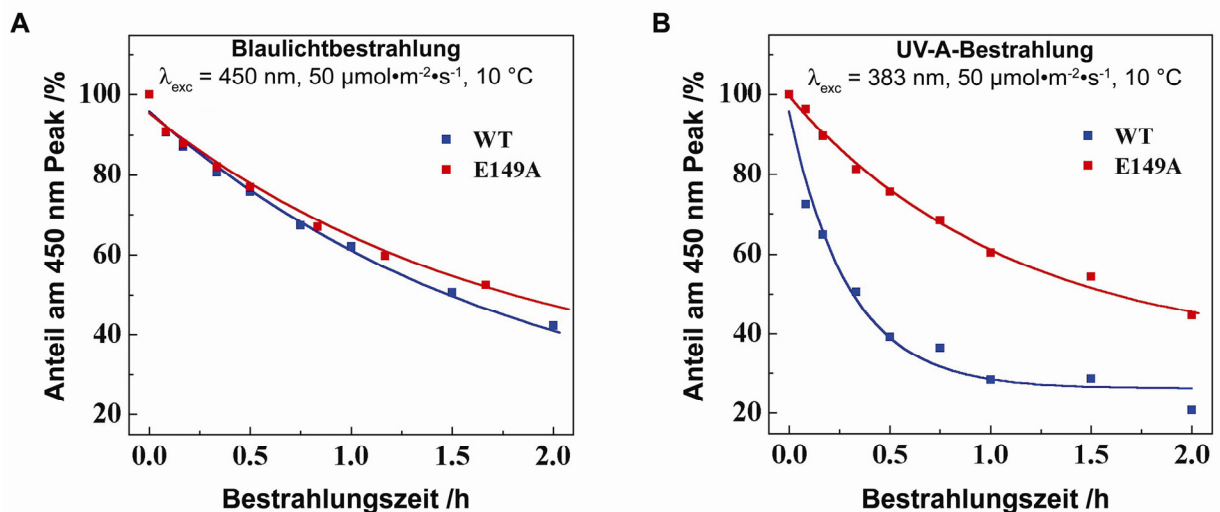 A
Blaulichtbestrahlung
λexc = 450 nm, 50 µmol•m-2•s-1, 10 °C
WT
E149A
Anteil am 450 nm Peak /%
100
80
60
40
20
0.0 0.5 1.0 1.5 2.0
Bestrahlungszeit /h
B
UV-A-Bestrahlung
λexc = 383 nm, 50 µmol•m-2•s-1, 10 °C
WT
E149A
Anteil am 450 nm Peak /%
100
80
60
40
20
0.0 0.5 1.0 1.5 2.0
Bestrahlungszeit /h